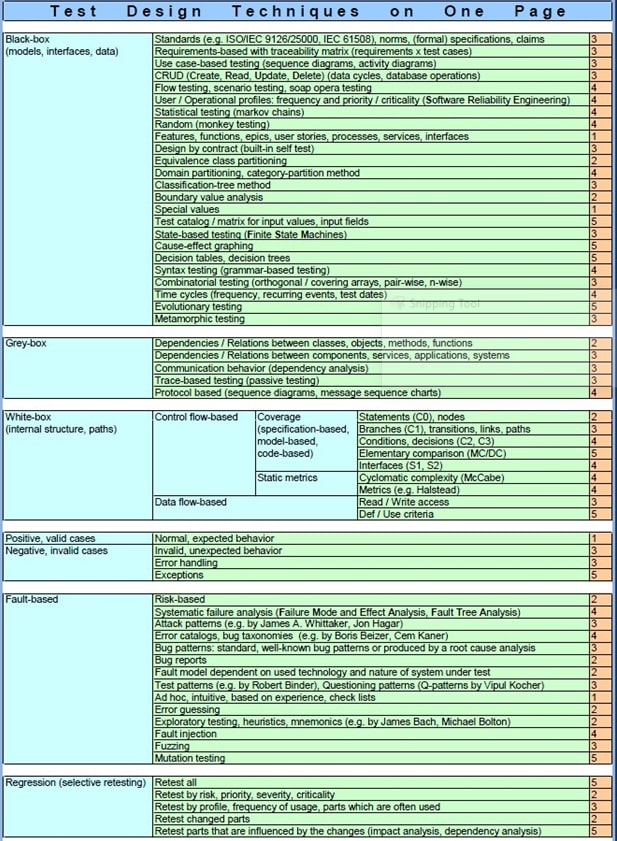 Test Design Techniques on One Page
Black-box
(models, interfaces, data)
Standards (e.g. ISO/IEC 9126/25000, IEC 61508), norms, (formal) specifications, claims 3
Requirements-based with traceability matrix (requirements x test cases) 3
Use case-based testing (sequence diagrams, activity diagrams) 3
CRUD (Create, Read, Update, Delete) (data cycles, database operations) 3
Flow testing, scenario testing, soap opera testing 4
User / Operational profiles: frequency and priority / criticality (Software Reliability Engineering) 4
Statistical testing (markov chains) 4
Random (monkey testing) 4
Features, functions, epics, user stories, processes, services, interfaces 1
Design by contract (built-in self test) 3
Equivalence class partitioning 2
Domain partitioning, category-partition method 4
Classification-tree method 3
Boundary value analysis 2
Special values 1
Test catalog / matrix for input values, input fields 5
State-based testing (Finite State Machines) 3
Cause-effect graphing 5
Decision tables, decision trees 5
Syntax testing (grammar-based testing) 4
Combinatorial testing (orthogonal / covering arrays, pair-wise, n-wise) 3
Time cycles (frequency, recurring events, test dates) 4
Snipping Tool
Evolutionary testing 5
Metamorphic testing 3
Grey-box
Dependencies / Relations between classes, objects, methods, functions 2
Dependencies / Relations between components, services, applications, systems 3
Communication behavior (dependency analysis) 3
Trace-based testing (passive testing) 3
Protocol based (sequence diagrams, message sequence charts) 4
White-box
(internal structure, paths)
Control flow-based
Coverage
(specification-based,
model-based,
code-based)
Statements (C0), nodes 2
Branches (C1), transitions, links, paths 3
Conditions, decisions (C2, C3) 4
Elementary comparison (MC/DC) 5
Interfaces (S1, S2) 4
Static metrics
Cyclomatic complexity (McCabe) 4
Metrics (e.g. Halstead) 4
Data flow-based
Read / Write access 3
Def / Use criteria 5
Positive, valid cases
Normal, expected behavior 1
Negative, invalid cases
Invalid, unexpected behavior 3
Error handling 3
Exceptions 5
Fault-based
Risk-based 2
Systematic failure analysis (Failure Mode and Effect Analysis, Fault Tree Analysis) 4
Attack patterns (e.g. by James A. Whittaker, Jon Hagar) 3
Error catalogs, bug taxonomies (e.g. by Boris Beizer, Cem Kaner) 4
Bug patterns: standard, well-known bug patterns or produced by a root cause analysis 3
Bug reports 2
Fault model dependent on used technology and nature of system under test 2
Test patterns (e.g. by Robert Binder), Questioning patterns (Q-patterns by Vipul Kocher) 3
Ad hoc, intuitive, based on experience, check lists 1
Error guessing 2
Exploratory testing, heuristics, mnemonics (e.g. by James Bach, Michael Bolton) 2
Fault injection 4
Fuzzing 3
Mutation testing 5
Regression (selective retesting)
Retest all 5
Retest by risk, priority, severity, criticality 2
Retest by profile, frequency of usage, parts which are often used 3
Retest changed parts 2
Retest parts that are influenced by the changes (impact analysis, dependency analysis) 5